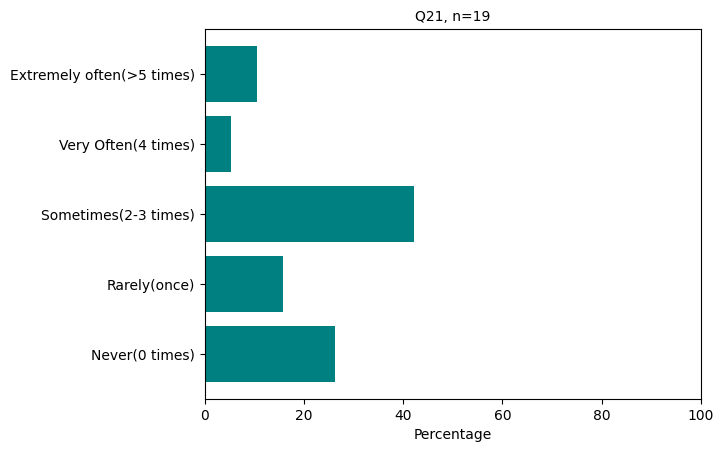 Q21, n=19
Extremely often(>5 times)
Very Often(4 times)
Sometimes(2-3 times)
Rarely(once)
Never(0 times)
0 20 40 60 80 100
Percentage